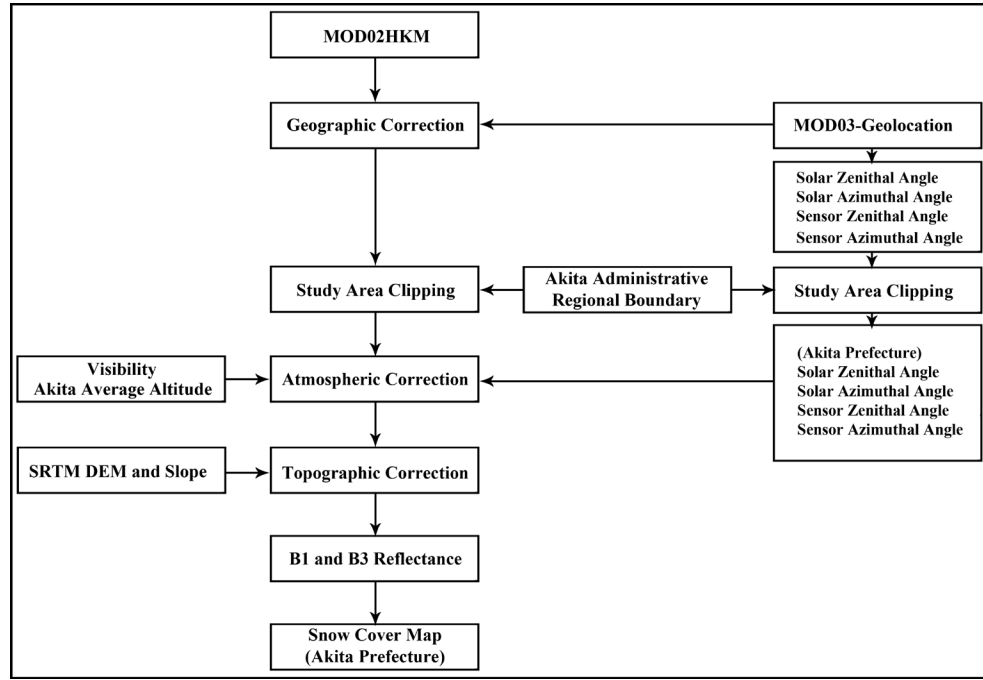 MOD02HKM
Geographic Correction
MOD03-Geolocation
Solar Zenithal Angle
Solar Azimuthal Angle
Sensor Zenithal Angle
Sensor Azimuthal Angle
Study Area Clipping
Akita Administrative
Regional Boundary
Study Area Clipping
Visibility
Akita Average Altitude
Atmospheric Correction
(Akita Prefecture)
Solar Zenithal Angle
Solar Azimuthal Angle
Sensor Zenithal Angle
Sensor Azimuthal Angle
SRTM DEM and Slope
Topographic Correction
B1 and B3 Reflectance
Snow Cover Map
(Akita Prefecture)